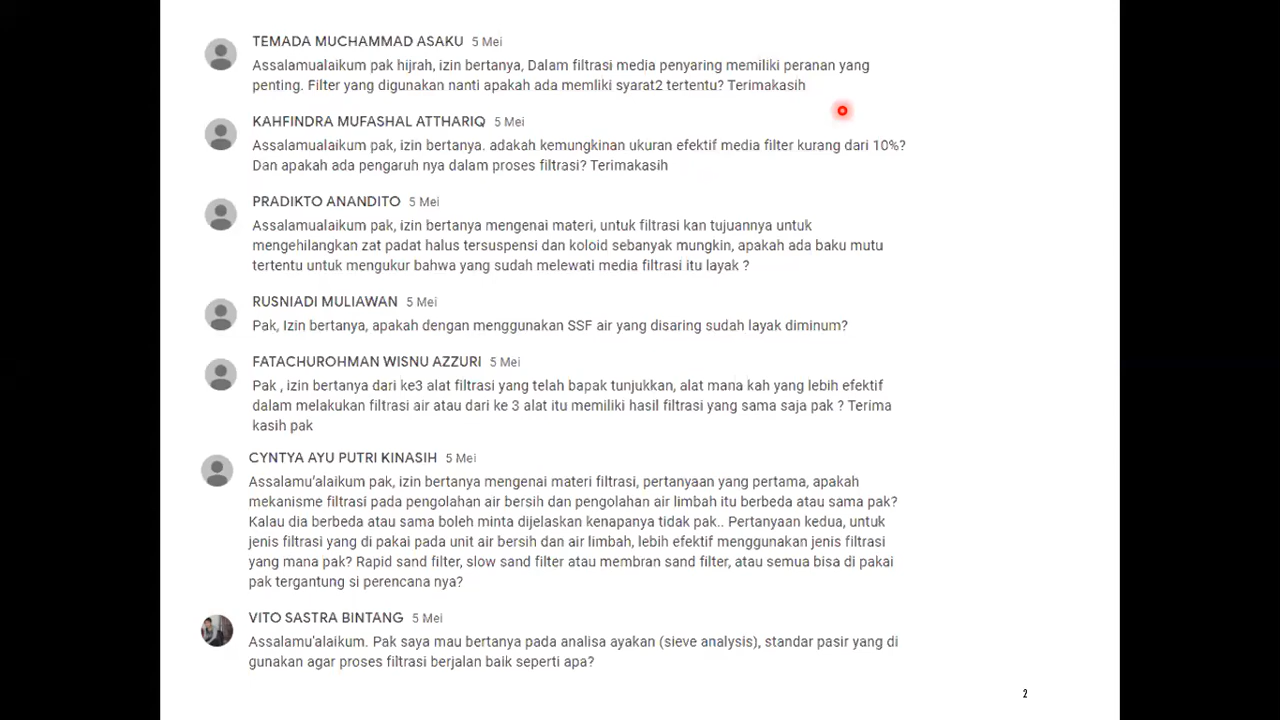 TEMADA MUCHAMMAD ASAKU 5 Mei
Assalamualaikum pak hijrah, izin bertanya, Dalam filtrasi media penyaring memiliki peranan yang
penting. Filter yang digunakan nanti apakah ada memliki syarat2 tertentu? Terimakasih
KAHFINDRA MUFASHAL ATTHARIQ 5 Mei
Assalamualaikum pak, izin bertanya. adakah kemungkinan ukuran efektif media filter kurang dari 10%?
Dan apakah ada pengaruh nya dalam proses filtrasi? Terimakasih
PRADIKTO ANANDITO 5 Mei
Assalamualaikum pak, izin bertanya mengenai materi, untuk filtrasi kan tujuannya untuk
mengehilangkan zat padat halus tersuspensi dan koloid sebanyak mungkin, apakah ada baku mutu
tertentu untuk mengukur bahwa yang sudah melewati media filtrasi itu layak ?
RUSNIADI MULIAWAN 5 Mei
Pak, Izin bertanya, apakah dengan menggunakan SSF air yang disaring sudah layak diminum?
FATACHUROHMAN WISNU AZZURI 5 Mei
Pak , izin bertanya dari ke3 alat filtrasi yang telah bapak tunjukkan, alat mana kah yang lebih efektif
dalam melakukan filtrasi air atau dari ke 3 alat itu memiliki hasil filtrasi yang sama saja pak ? Terima
kasih pak
CYNTYA AYU PUTRI KINASIH 5 Mei
Assalamu'alaikum pak, izin bertanya mengenai materi filtrasi, pertanyaan yang pertama, apakah
mekanisme filtrasi pada pengolahan air bersih dan pengolahan air limbah itu berbeda atau sama pak?
Kalau dia berbeda atau sama boleh minta dijelaskan kenapanya tidak pak.. Pertanyaan kedua, untuk
jenis filtrasi yang di pakai pada unit air bersih dan air limbah, lebih efektif menggunakan jenis filtrasi
yang mana pak? Rapid sand filter, slow sand filter atau membran sand filter, atau semua bisa di pakai
pak tergantung si perencana nya?
VITO SASTRA BINTANG 5 Mei
Assalamu'alaikum. Pak saya mau bertanya pada analisa ayakan (sieve analysis), standar pasir yang di
gunakan agar proses filtrasi berjalan baik seperti apa?
2